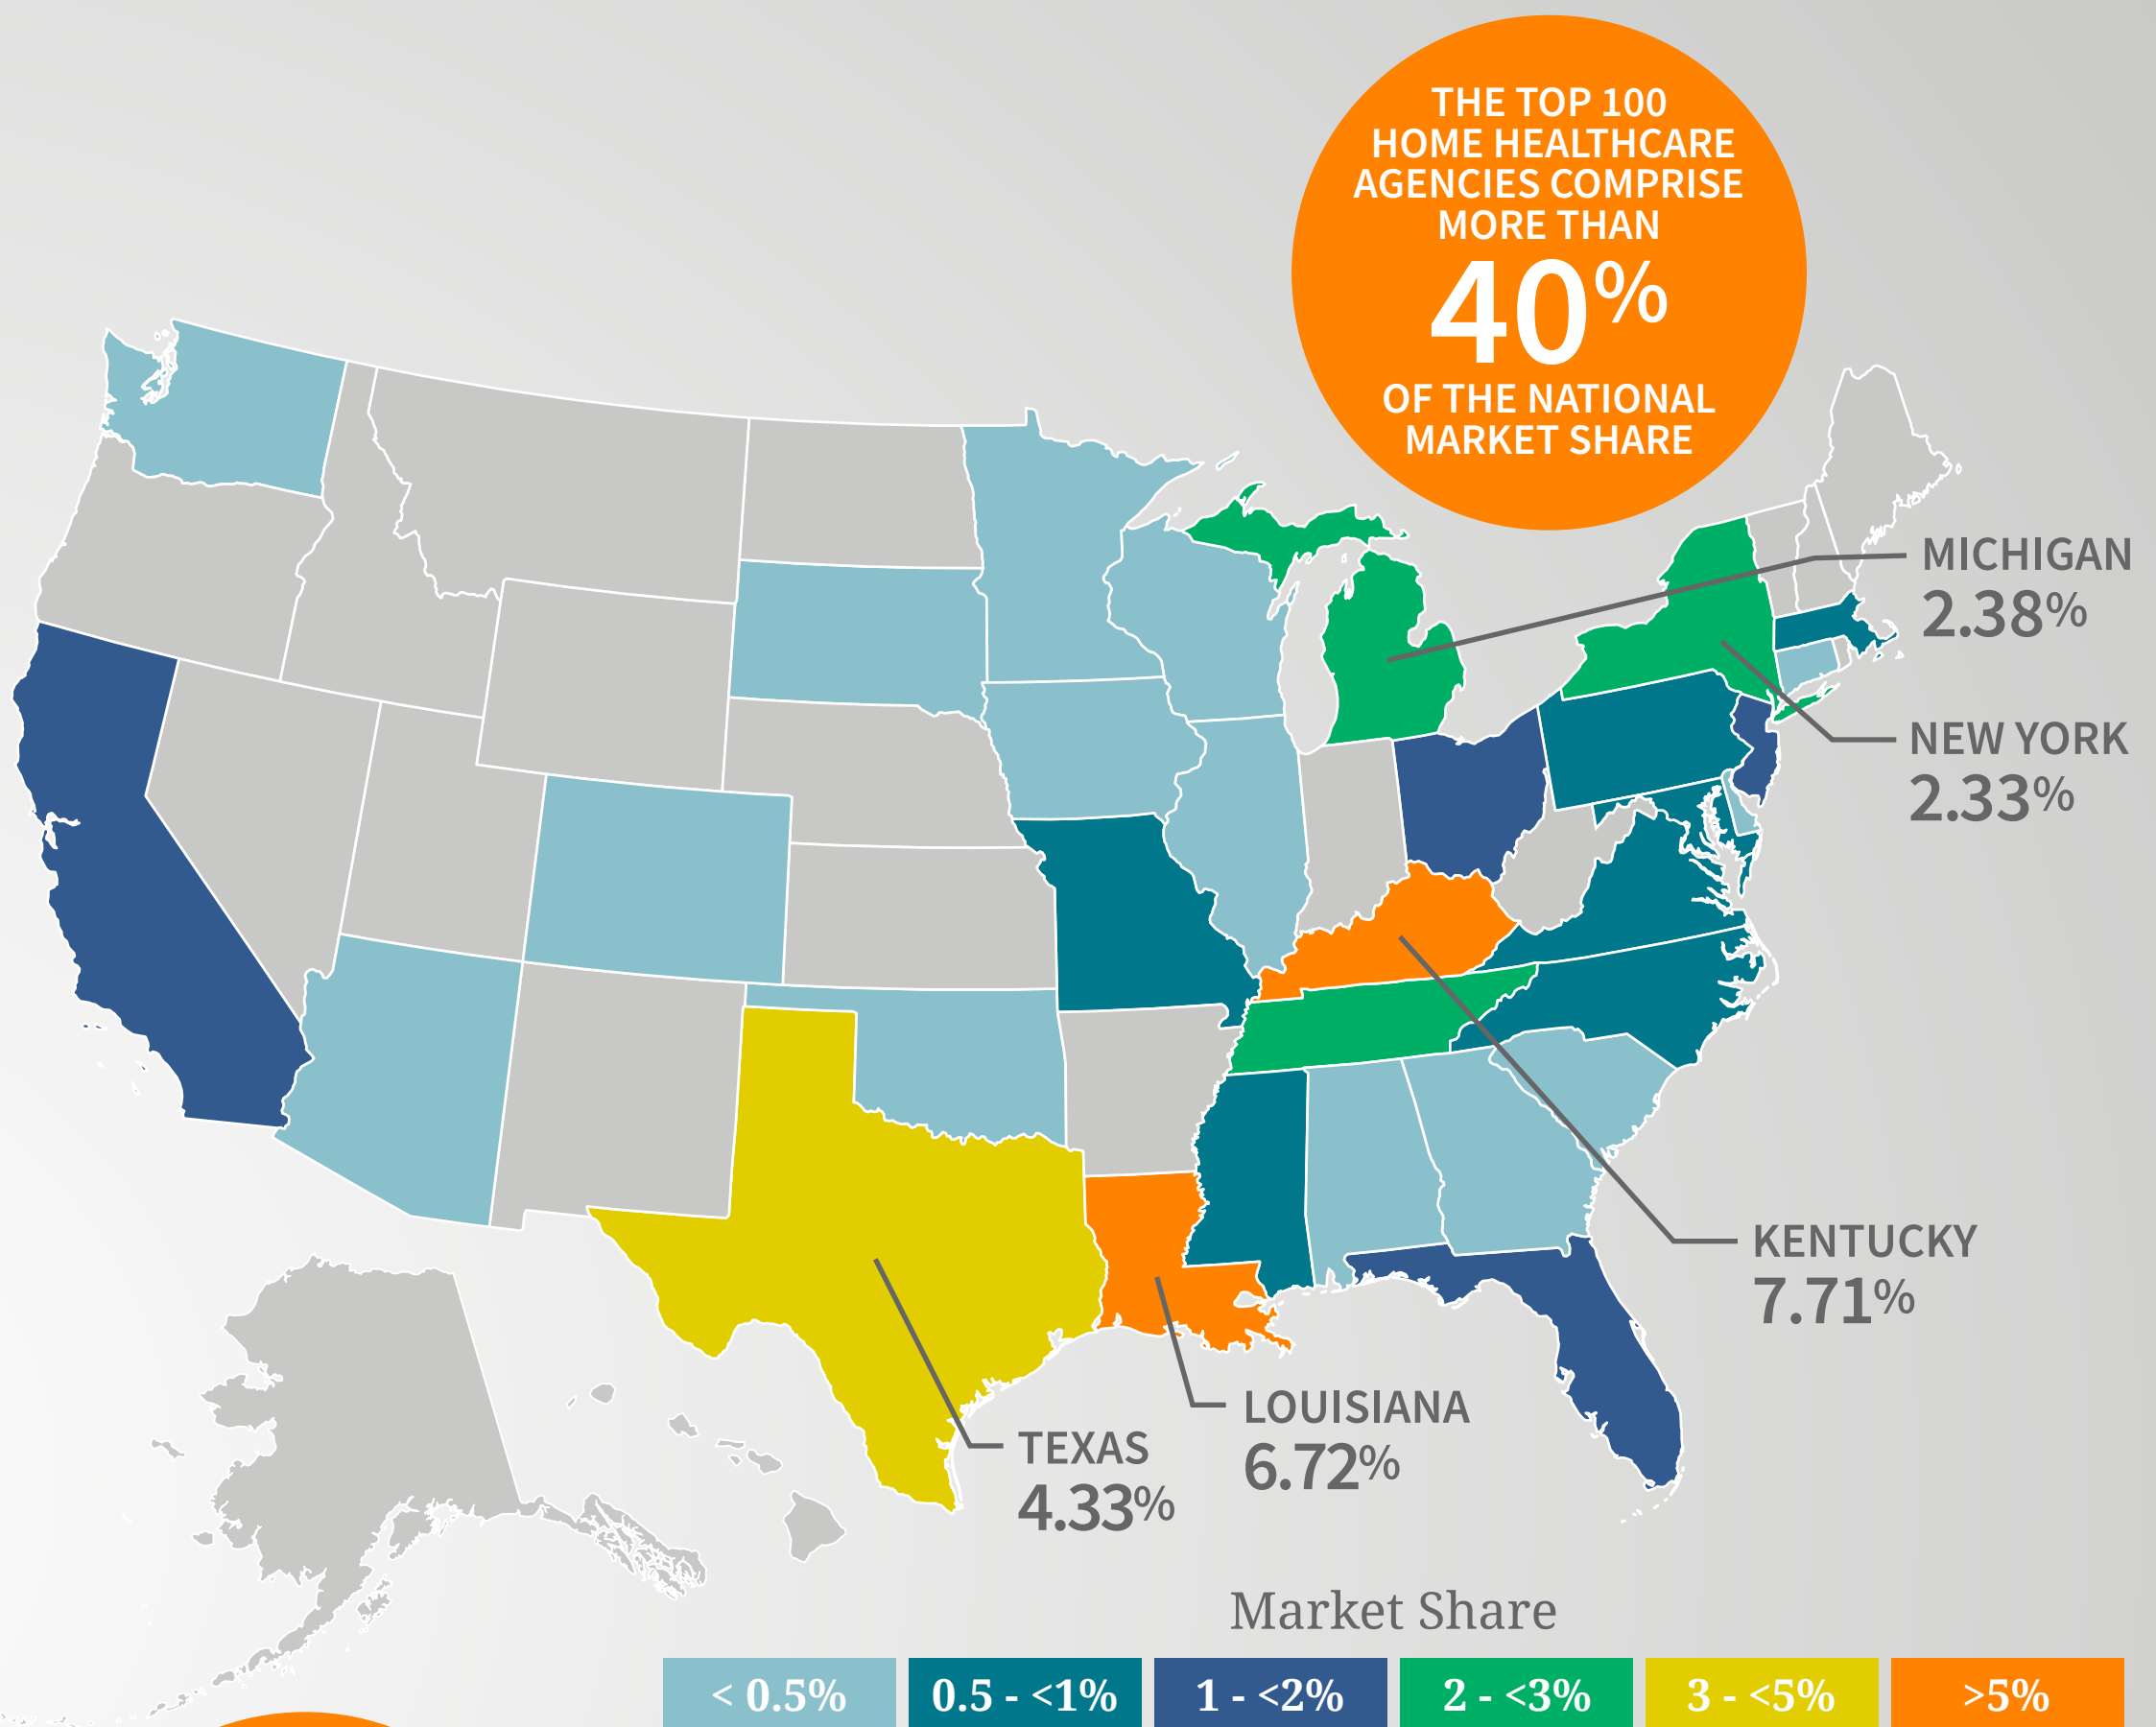 THE TOP 100
HOME HEALTHCARE
AGENCIES COMPRISE
MORE THAN
40%
OF THE NATIONAL
MARKET SHARE
MICHIGAN
2.38%
NEW YORK
2.33%
KENTUCKY
7.71%
LOUISIANA
6.72%
TEXAS
4.33%
Market Share
< 0.5% 0.5 - <1% 1 - <2% 2 - <3% 3 - <5% >5%